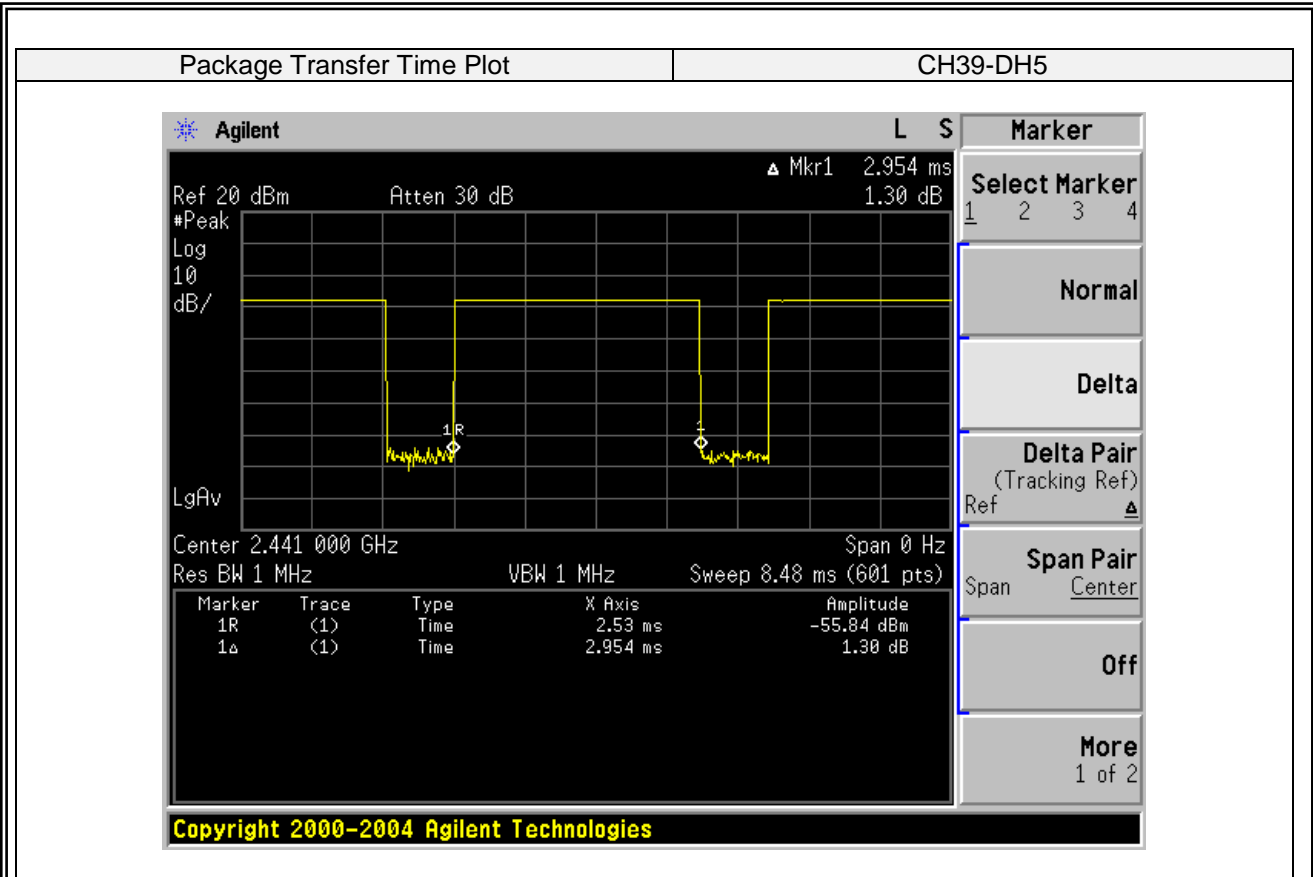 Package Transfer Time Plot CH39-DH5
Agilent L S
Marker
▲ Mkr1 2.954 ms
Ref 20 dBm Atten 30 dB 1.30 dB
#Peak
Log
10
dB/
1R
1
LgAv
Center 2.441 000 GHz Span 0 Hz
Res BW 1 MHz VBW 1 MHz Sweep 8.48 ms (601 pts)
Marker Trace Type X Axis Amplitude
1R (1) Time 2.53 ms -55.84 dBm
1▵ (1) Time 2.954 ms 1.30 dB
Select Marker
1 2 3 4
Normal
Delta
Delta Pair
(Tracking Ref)
Ref ▵
Span Pair
Span Center
Off
More
1 of 2
Copyright 2000-2004 Agilent Technologies